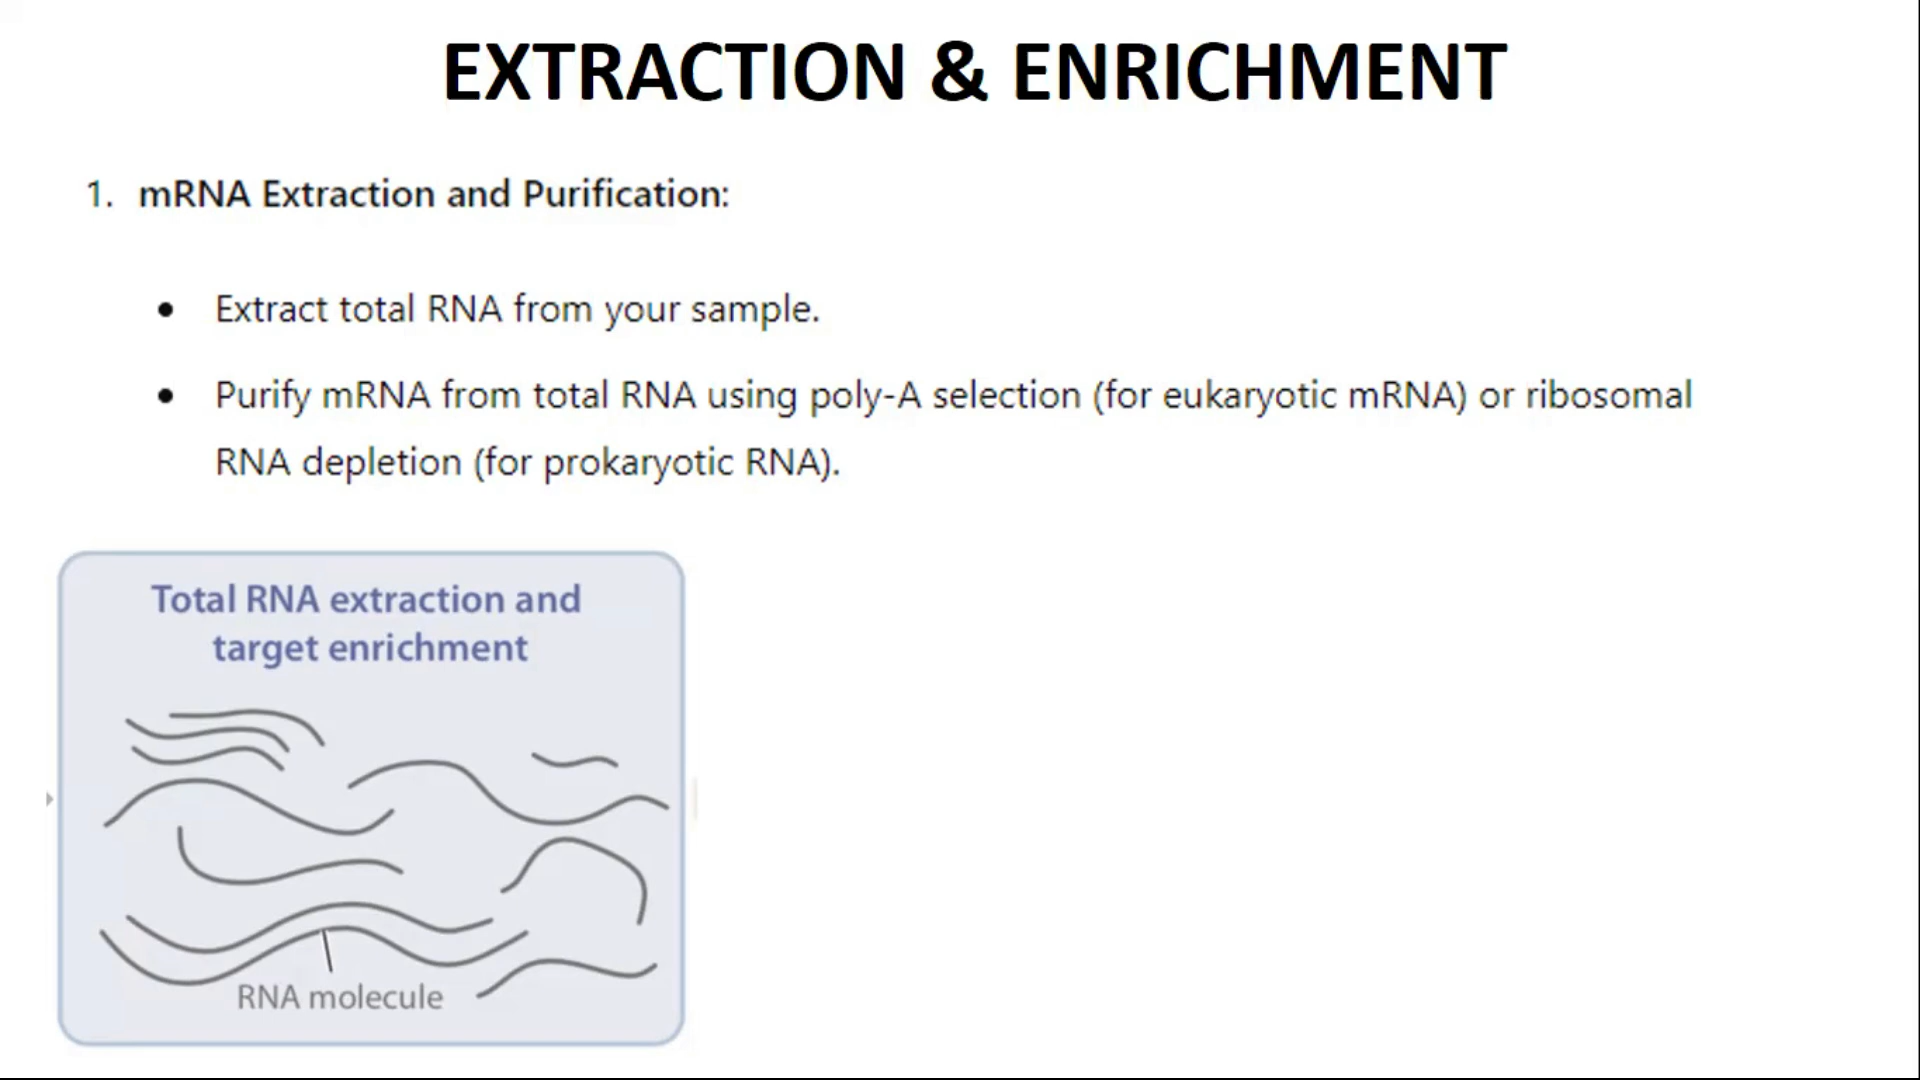 EXTRACTION & ENRICHMENT
1. mRNA Extraction and Purification:
• Extract total RNA from your sample.
• Purify mRNA from total RNA using poly-A selection (for eukaryotic mRNA) or ribosomal
RNA depletion (for prokaryotic RNA).
Total RNA extraction and
target enrichment
RNA molecule